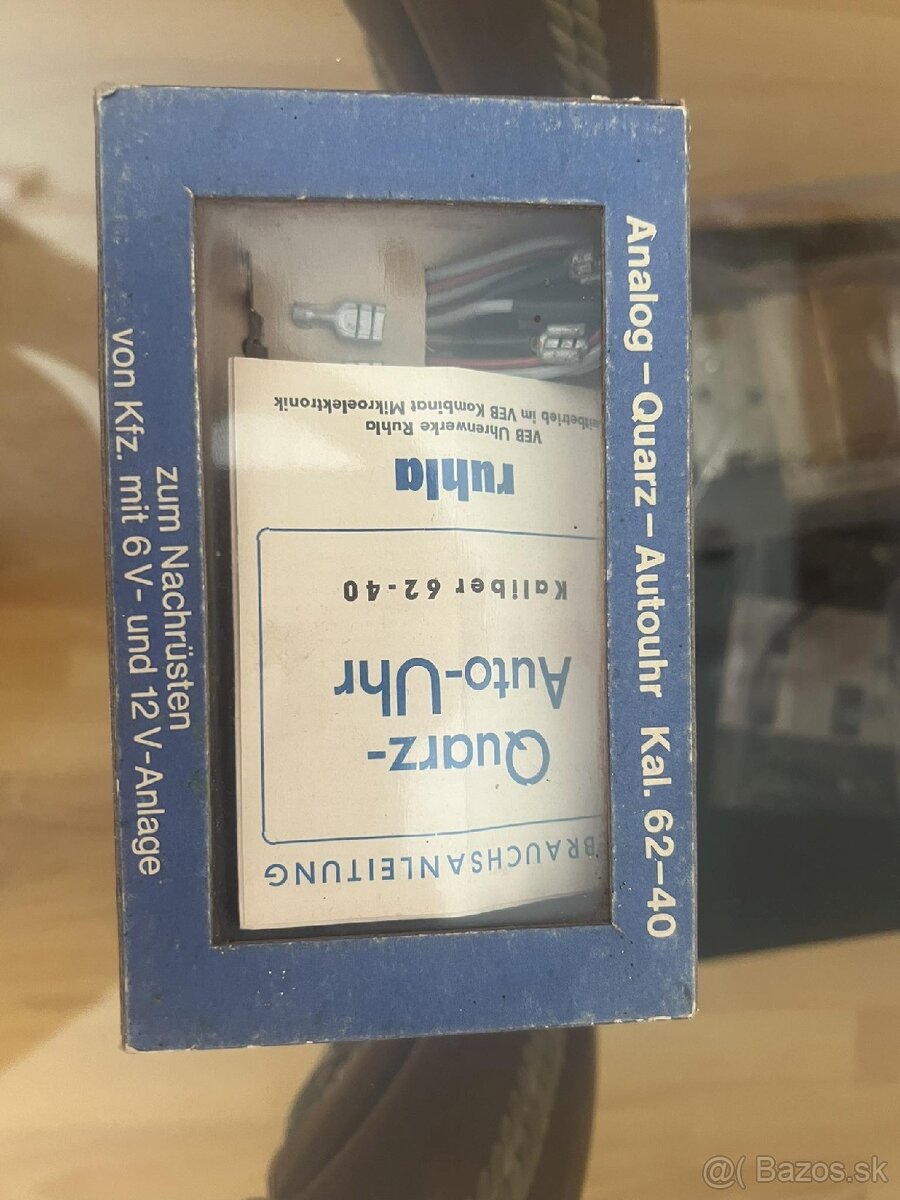 Analog-Quarz-Autouhr Kal. 62-40
zum Nachrüsten
von Kfz. mit 6 V- und 12 V-Anlage
BRAUCHSANLEITUNG
Quarz-
Auto-Uhr
Kaliber 62-40
ruhla
VEB Uhrenwerke Ruhla
im VEB Kombinat Mikroelektronik
@( Bazos.sk